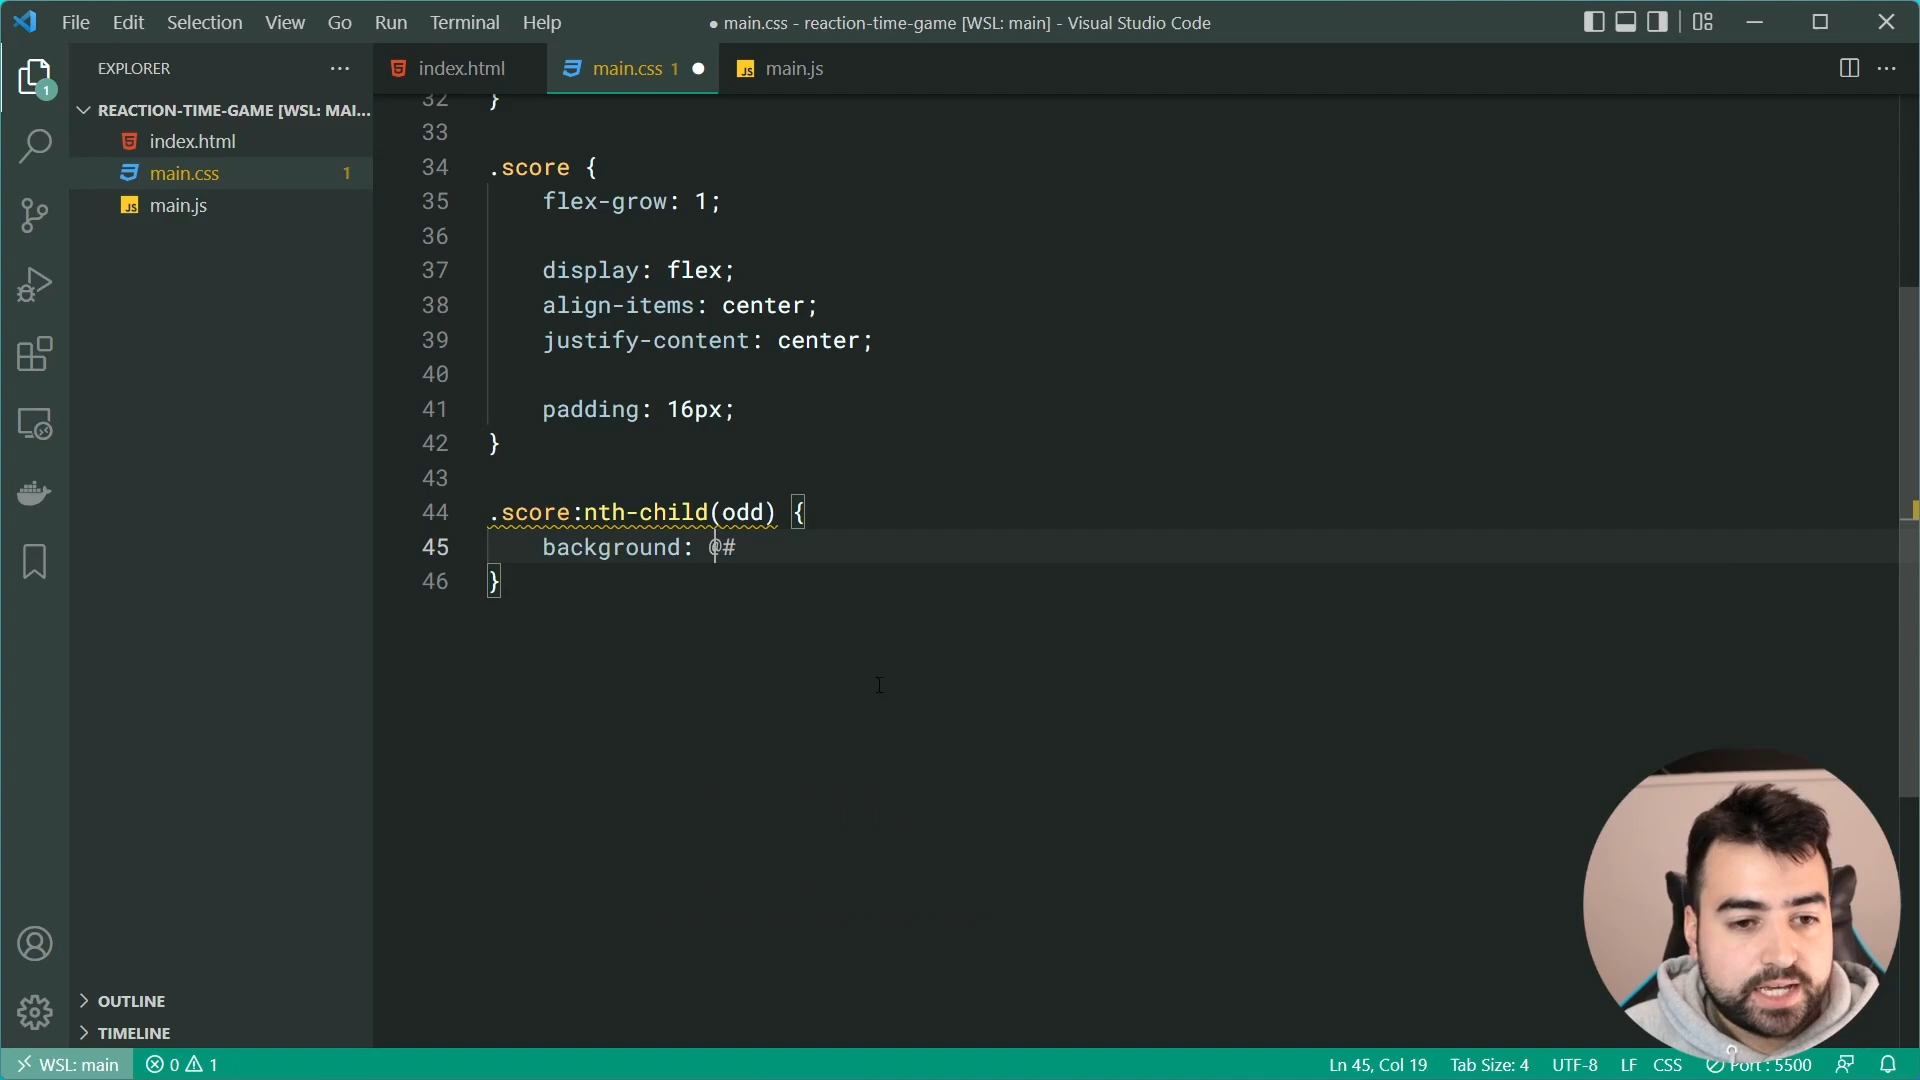 File Edit Selection View Go Run Terminal Help
● main.css - reaction-time-game [WSL: main] - Visual Studio Code
EXPLORER
index.html
main.css 1
main.js
1
REACTION-TIME-GAME [WSL: MAI...
index.html
main.css 1
main.js
32 }
33
34 .score {
35 flex-grow: 1;
36
37 display: flex;
38 align-items: center;
39 justify-content: center;
40
41 padding: 16px;
42 }
43
44 .score:nth-child(odd) {
45 background: @#
46 }
OUTLINE
TIMELINE
WSL: main 0 1 Ln 45, Col 19 Tab Size: 4 UTF-8 LF CSS Port : 5500